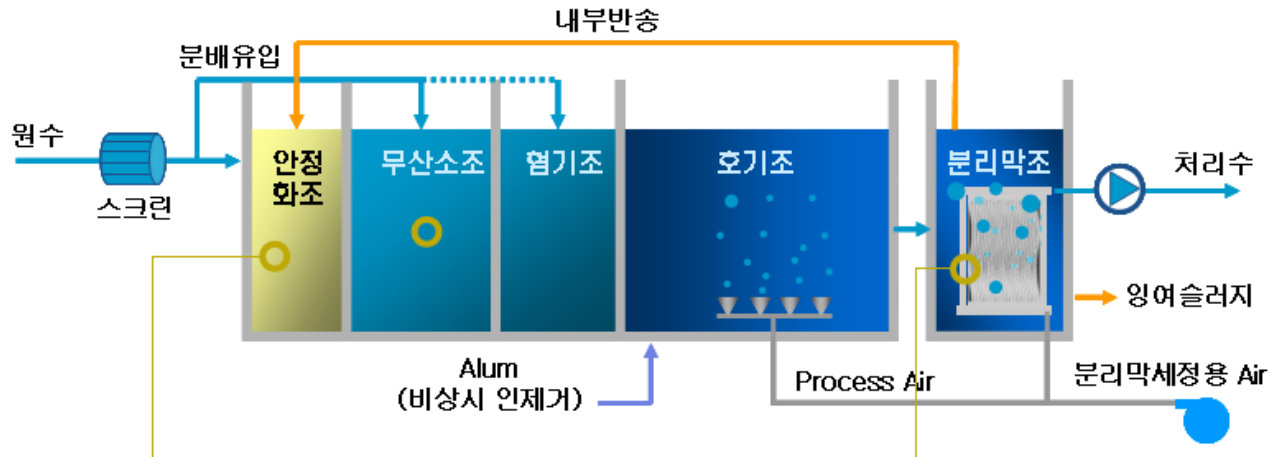 내부반송
분배유입
원수
스크린
안정
화조
무산소조
혐기조
호기조
분리막조
처리수
잉여슬러지
Alum
(비상시 인제거)
Process Air
분리막세정용 Air